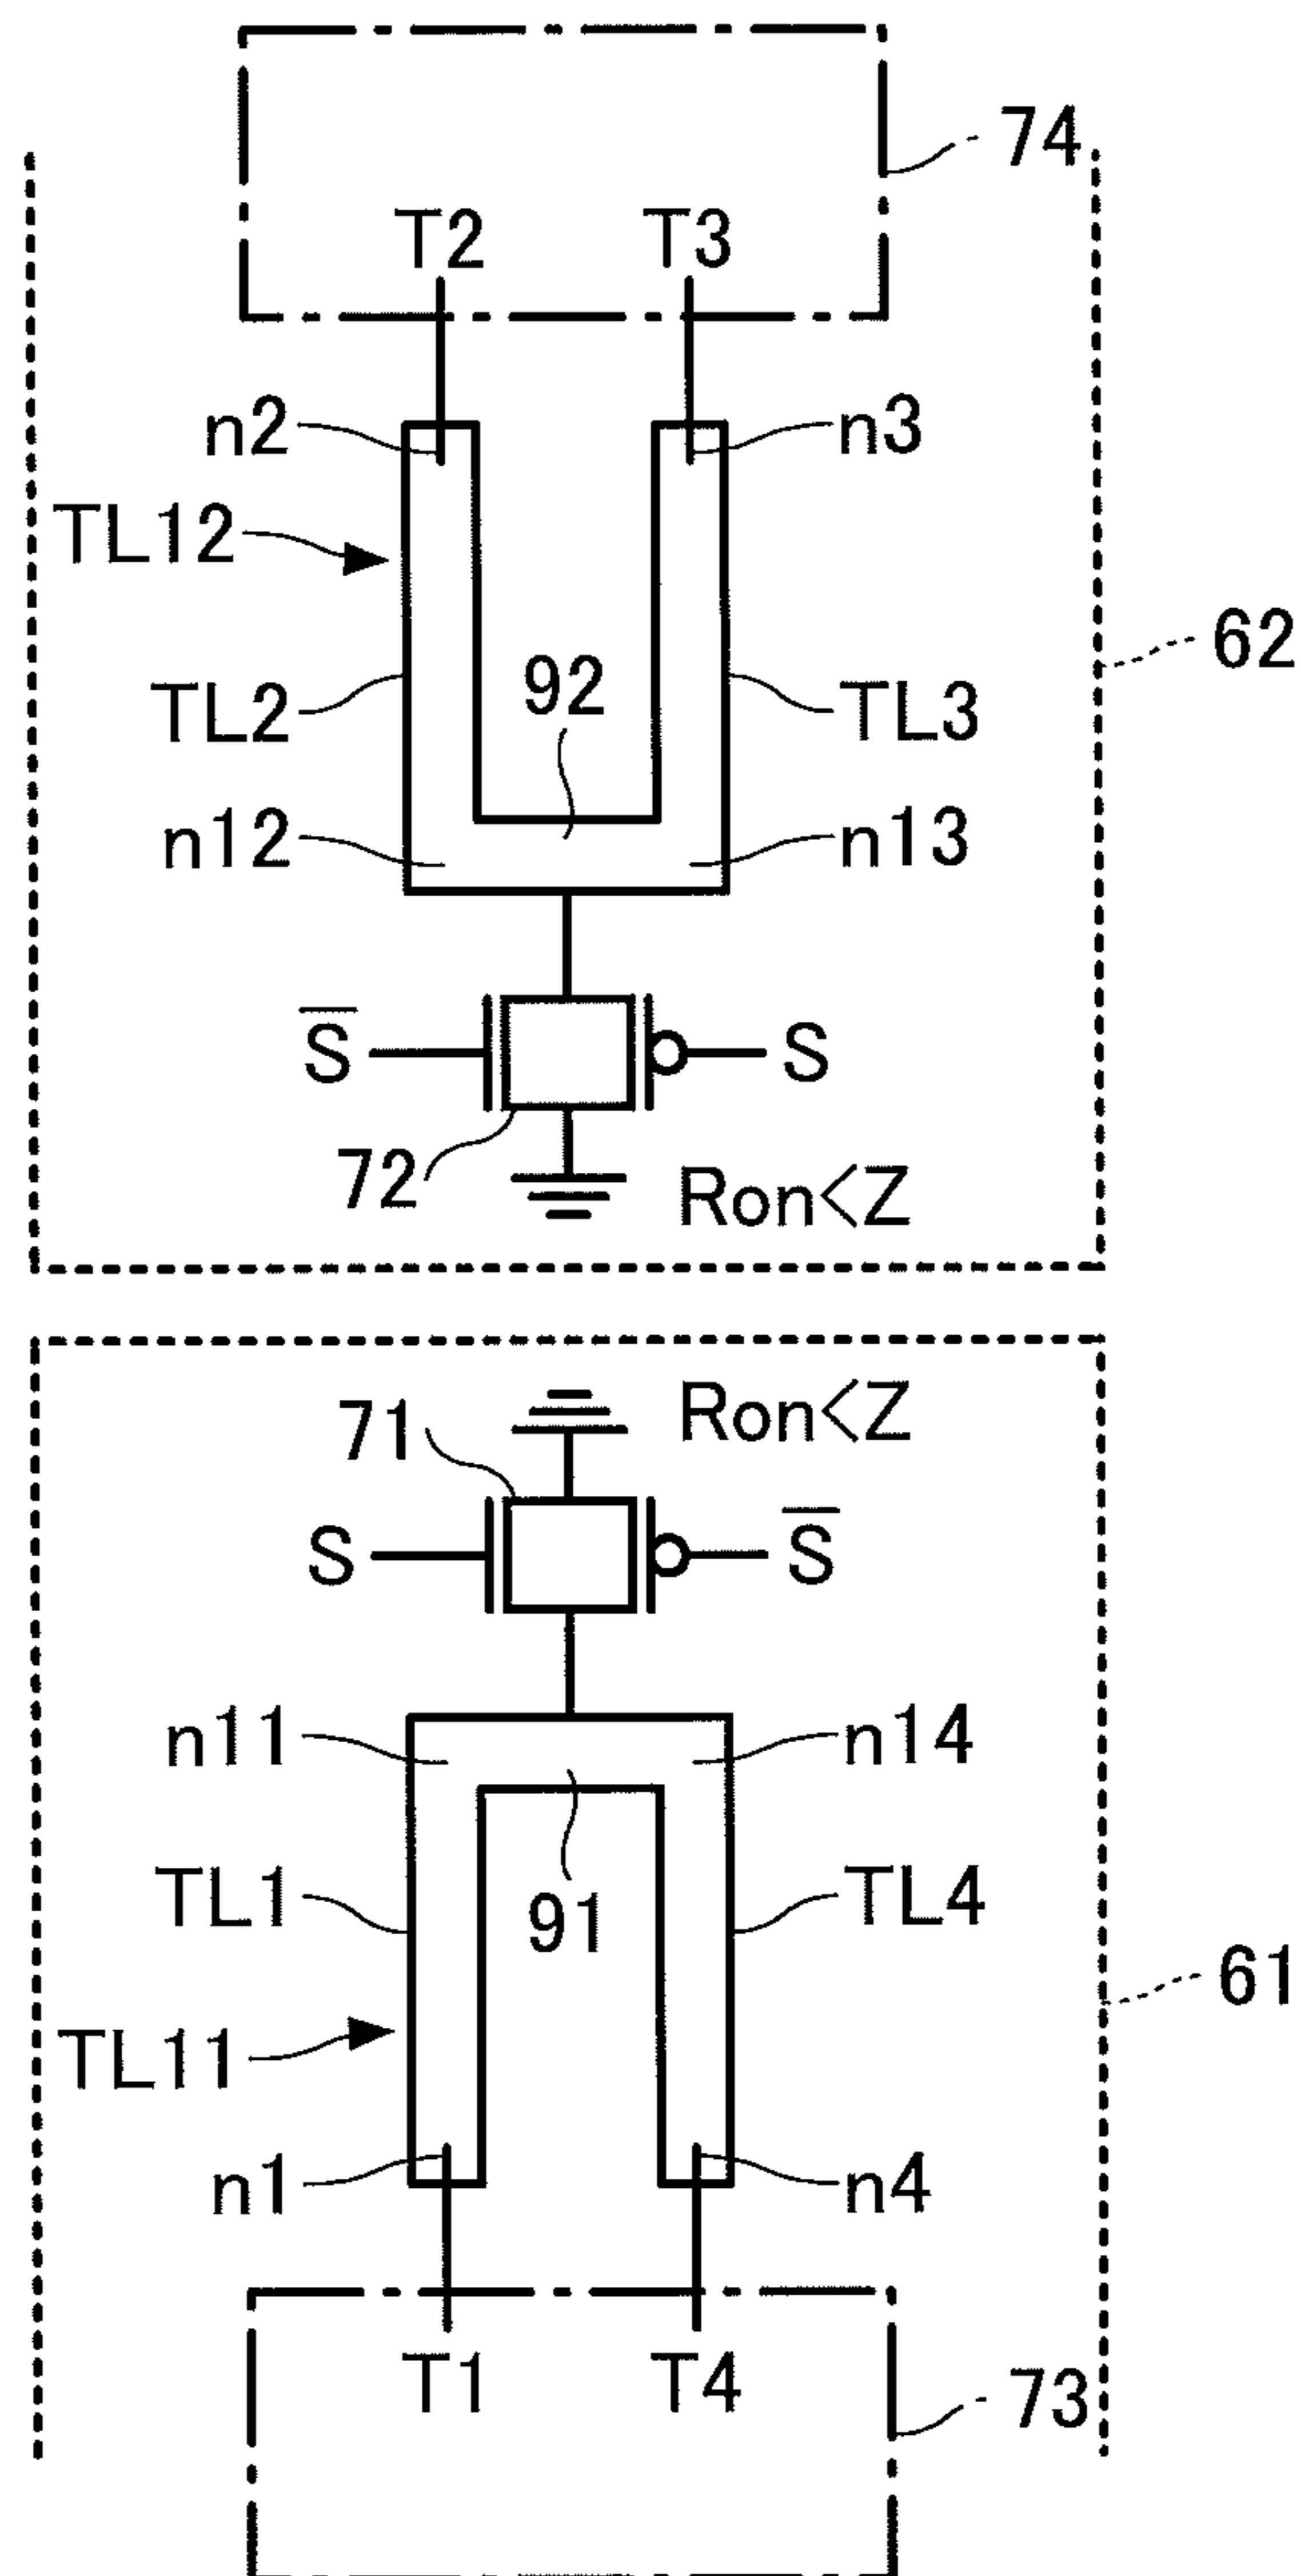 74
T2 T3
n2 n3
TL12
62
TL2 92 TL3
n12 n13
S̅ S
72 Ron<Z
71 Ron<Z
S S̅
n11 n14
TL1 91 TL4
61
TL11
n1 n4
T1 T4 73